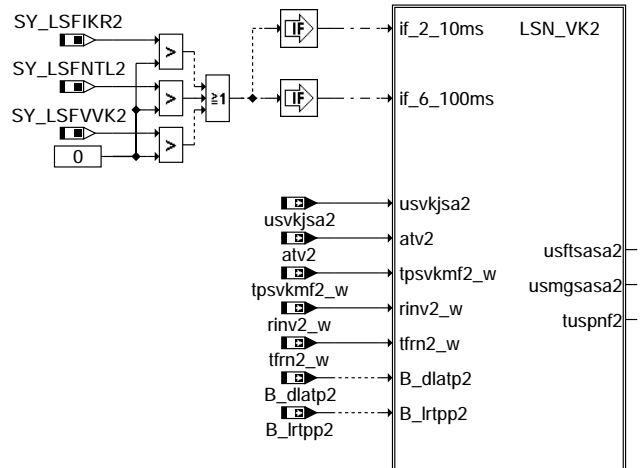 SY_LSFIKR2
SY_LSFNTL2
SY_LSFVVK2
0
>
>
>
≥1
IF
IF
if_2_10ms
LSN_VK2
if_6_100ms
usvkjsa2
usvkjsa2
atv2
atv2
tpsvkmf2_w
tpsvkmf2_w
rinv2_w
rinv2_w
tfrn2_w
tfrn2_w
B_dlatp2
B_dlatp2
B_lrtpp2
B_lrtpp2
usftsasa2
usmgsasa2
tuspnf2